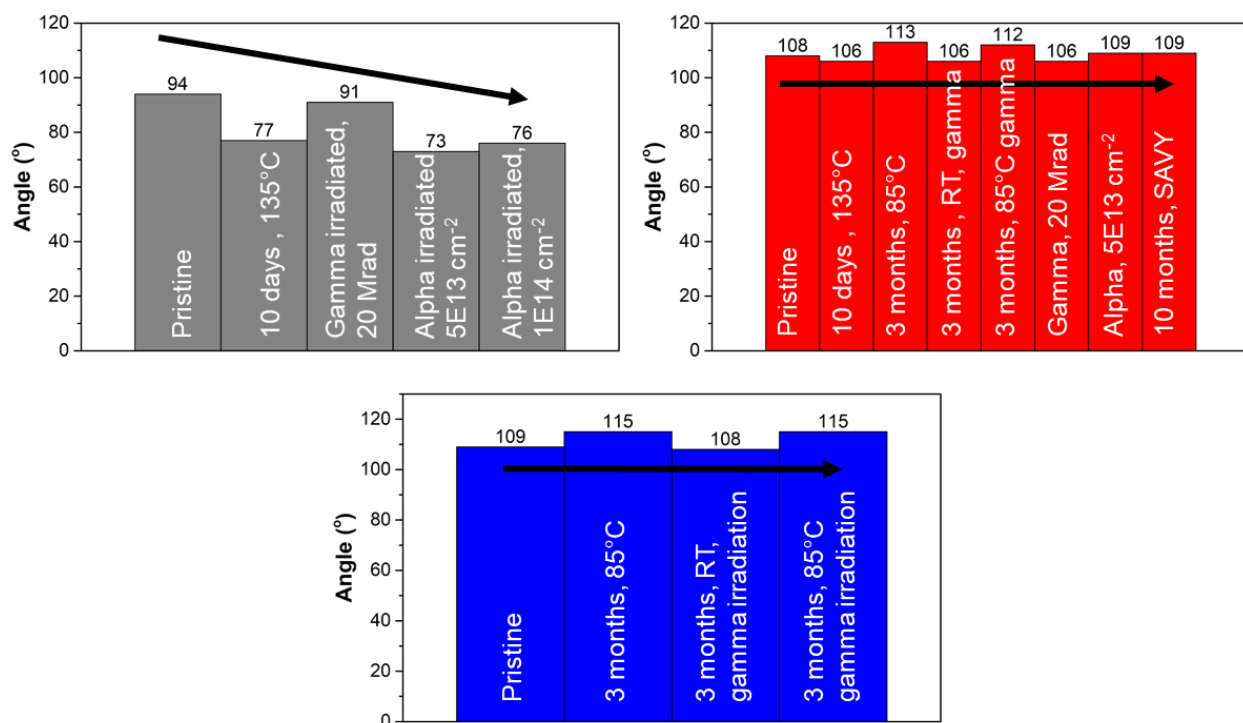 120
100
80
60
40
20
0
Angle (°)
94
77
91
73
76
Pristine
10 days , 135°C
Gamma irradiated,
20 Mrad
Alpha irradiated
5E13 cm⁻²
Alpha irradiated,
1E14 cm⁻²
120
100
80
60
40
20
0
Angle (°)
108
106
113
106
112
106
109
109
Pristine
10 days , 135°C
3 months, 85°C
3 months , RT, gamma
3 months, 85°C gamma
Gamma, 20 Mrad
Alpha, 5E13 cm⁻²
10 months, SAVY
120
100
80
60
40
20
0
Angle (°)
109
115
108
115
Pristine
3 months, 85°C
3 months, RT,
gamma irradiation
3 months, 85°C
gamma irradiation